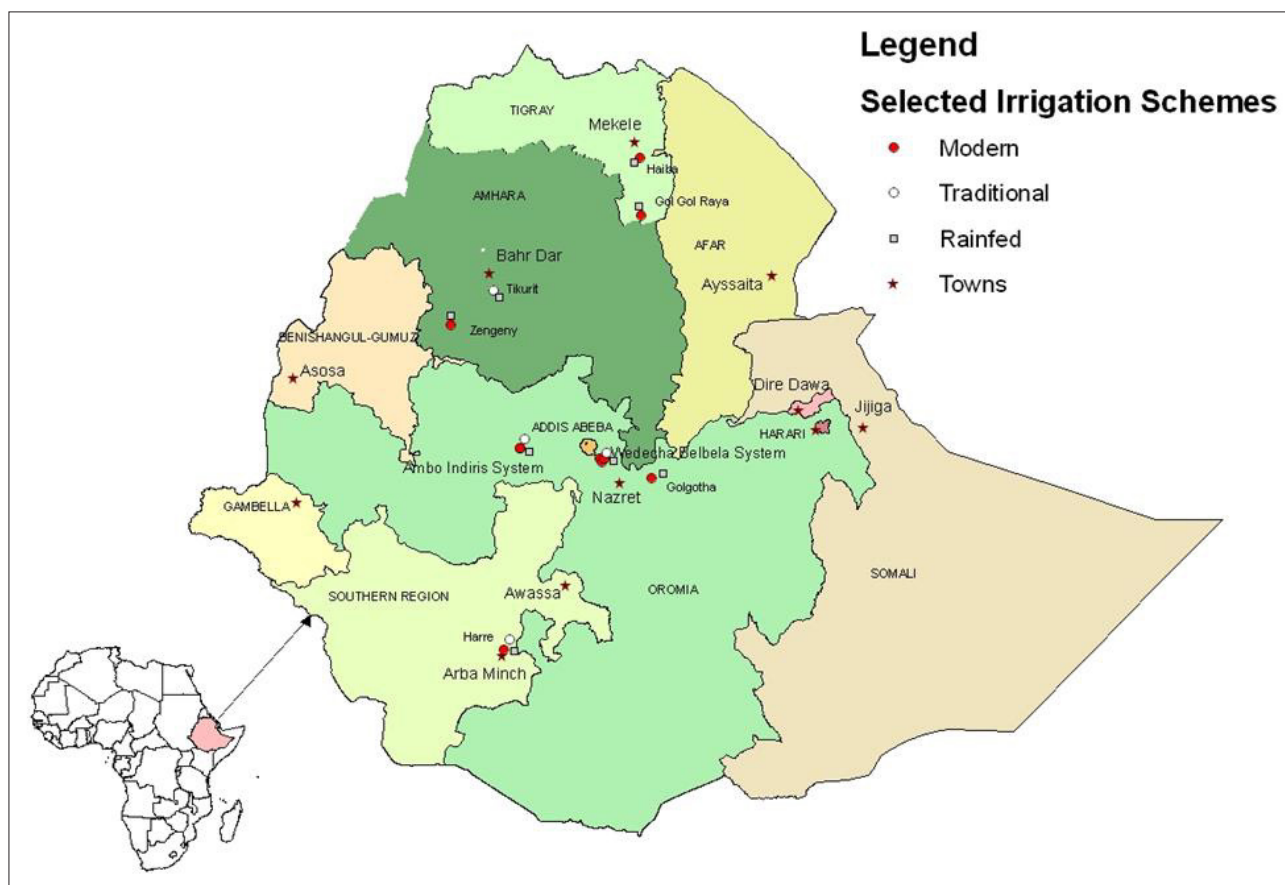 Legend
Selected Irrigation Schemes
Modern
Traditional
Rainfed
Towns
TIGRAY
Mekele
Haiba
AMHARA
Gol Gol Raya
AFAR
Bahr Dar
Ayssaita
Tikurit
Zengeny
BENISHANGUL-GUMUZ
Asosa
Dire Dawa
Jijiga
ADDIS ABEBA
HARARI
Wedecha Belbela System
Ambo Indiris System
Golgotha
Nazret
GAMBELLA
SOMALI
OROMIA
Awassa
SOUTHERN REGION
Harre
Arba Minch